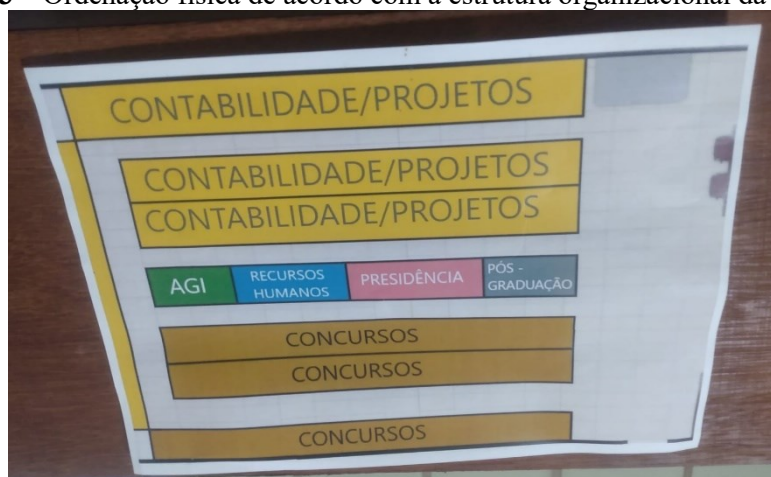 Ordenação física de acordo com a estrutura organizacional da
CONTABILIDADE/PROJETOS
CONTABILIDADE/PROJETOS
CONTABILIDADE/PROJETOS
AGI
RECURSOS
HUMANOS
PRESIDÊNCIA
PÓS -
GRADUAÇÃO
CONCURSOS
CONCURSOS
CONCURSOS